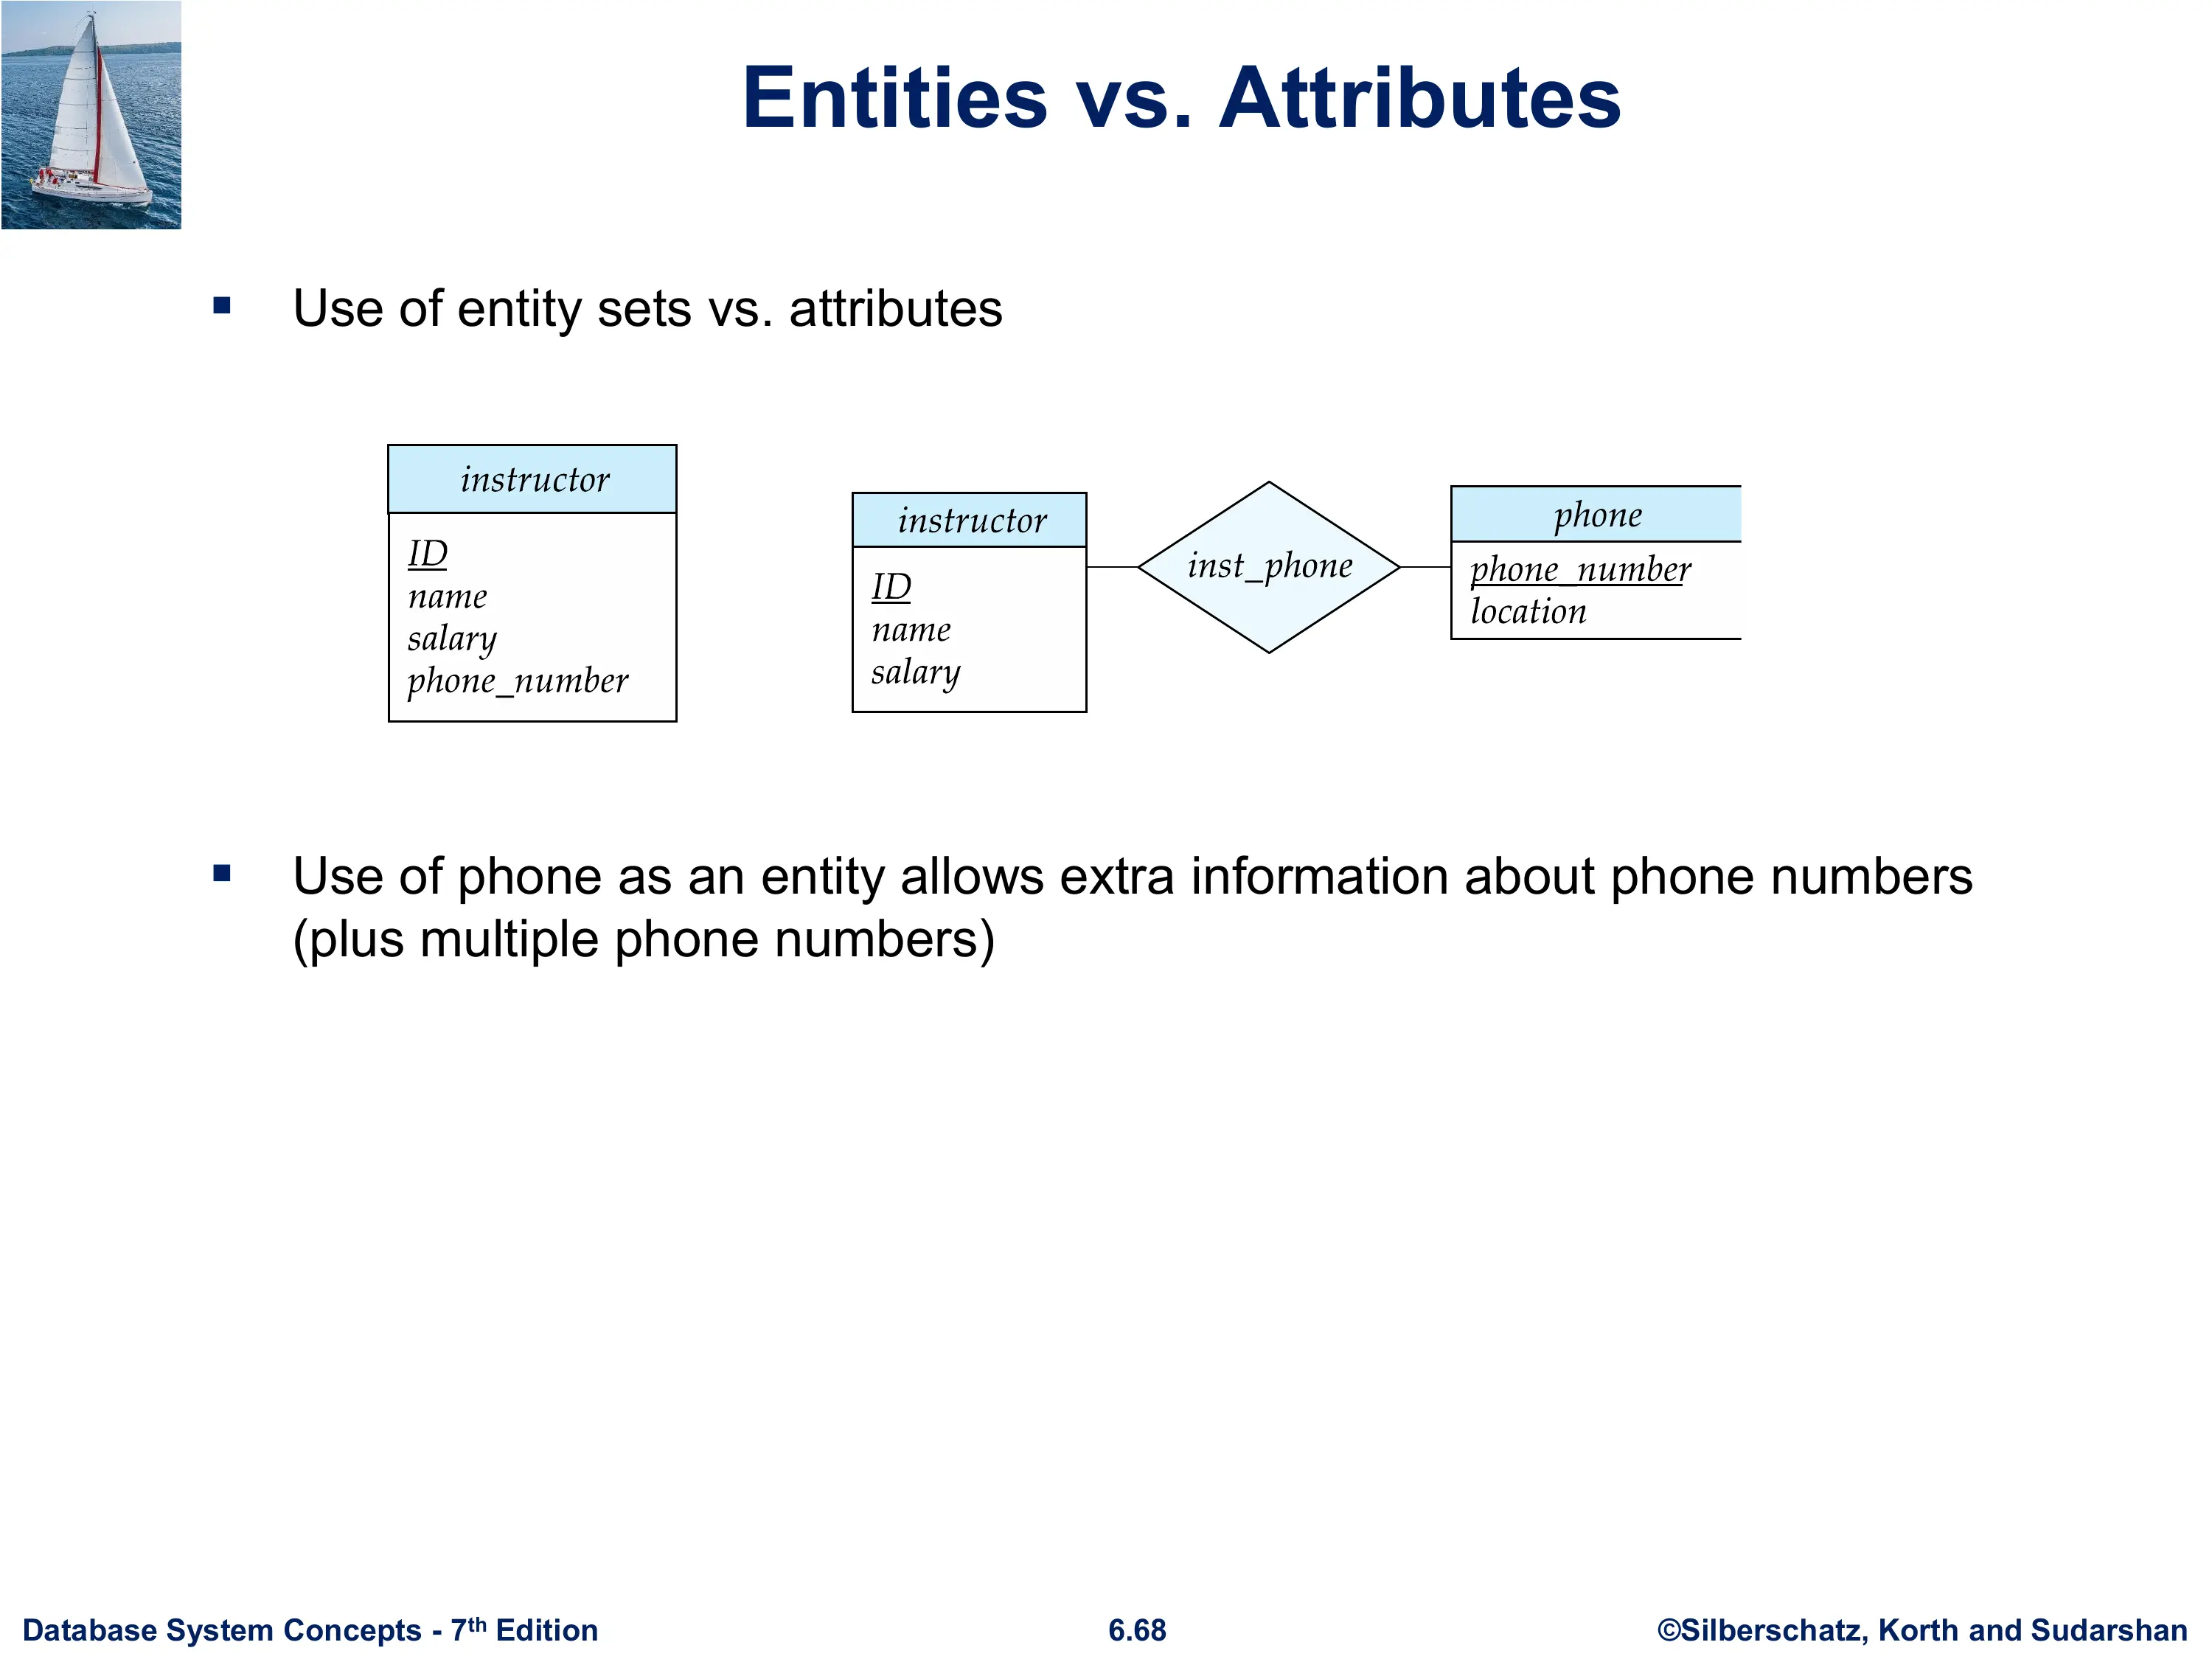 Entities vs. Attributes
▪ Use of entity sets vs. attributes
instructor
ID
name
salary
phone_number
instructor
ID
name
salary
inst_phone
phone
phone_number
location
▪ Use of phone as an entity allows extra information about phone numbers
(plus multiple phone numbers)
Database System Concepts - 7th Edition
6.68
©Silberschatz, Korth and Sudarshan